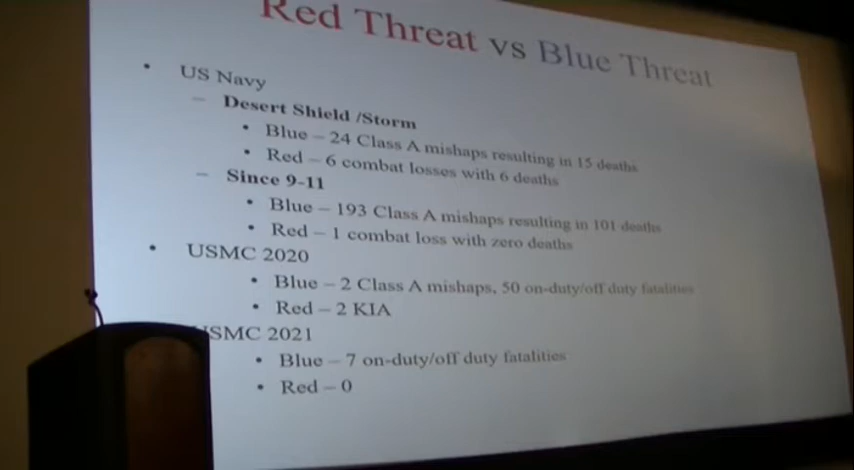 Red Threat vs Blue Threat
• US Navy
– Desert Shield /Storm
• Blue – 24 Class A mishaps resulting in 15 deaths
• Red – 6 combat losses with 6 deaths
– Since 9-11
• Blue – 193 Class A mishaps resulting in 101 deaths
• Red – 1 combat loss with zero deaths
• USMC 2020
• Blue – 2 Class A mishaps, 50 on-duty/off duty fatalities
• Red – 2 KIA
USMC 2021
• Blue – 7 on-duty/off duty fatalities
• Red – 0